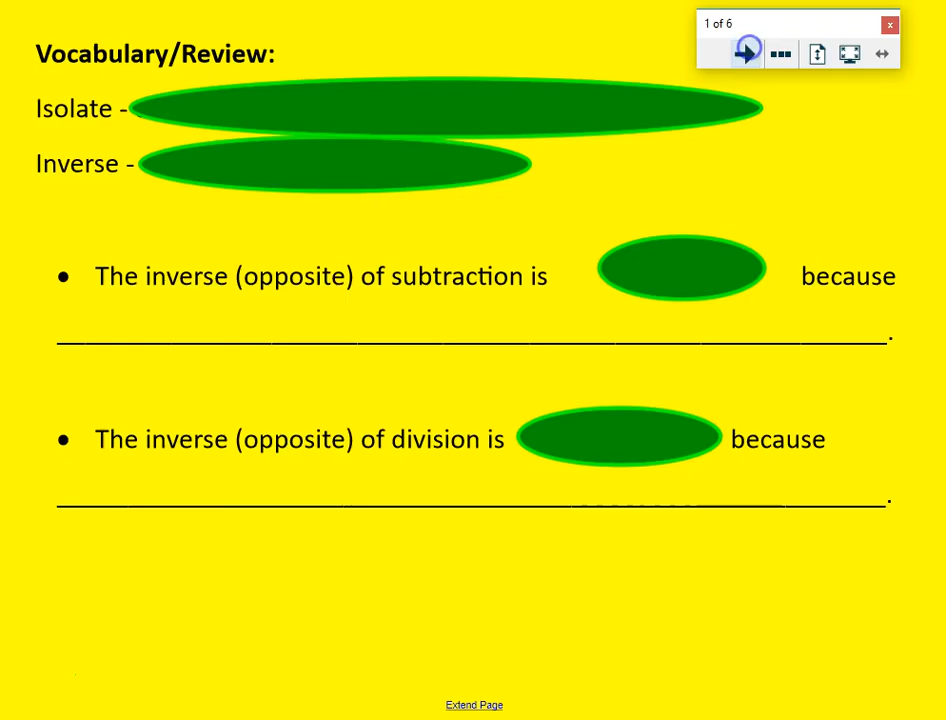 1 of 6
x
Vocabulary/Review:
Isolate -
Inverse -
• The inverse (opposite) of subtraction is because
.
• The inverse (opposite) of division is because
.
Extend Page